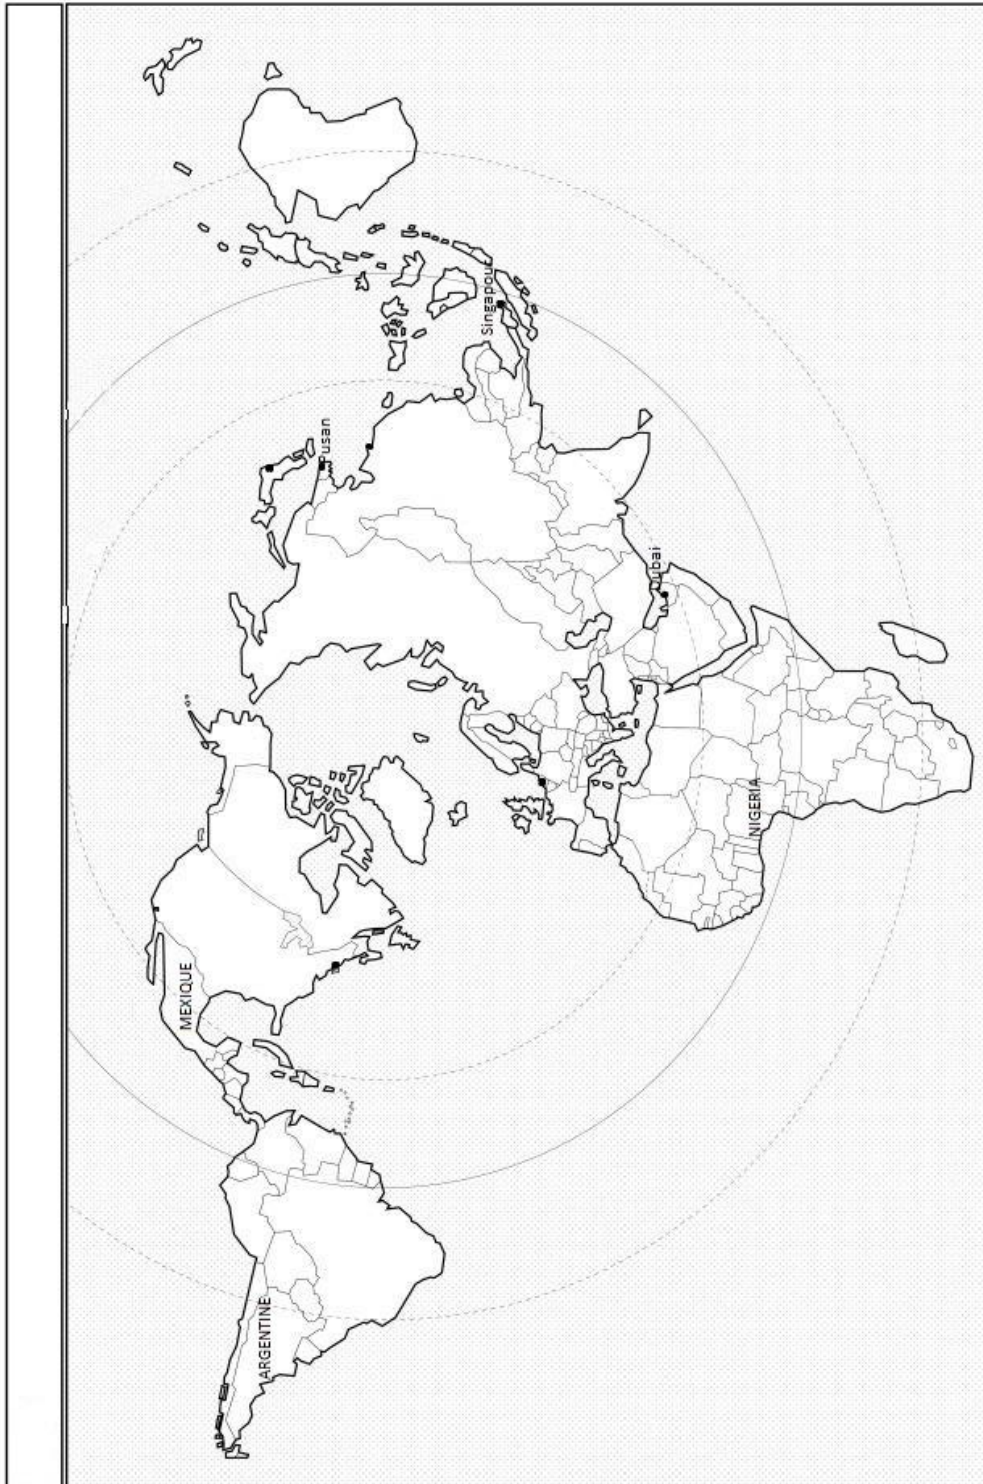 Pusan
Singapour
Dubai
NIGERIA
MEXIQUE
ARGENTINE